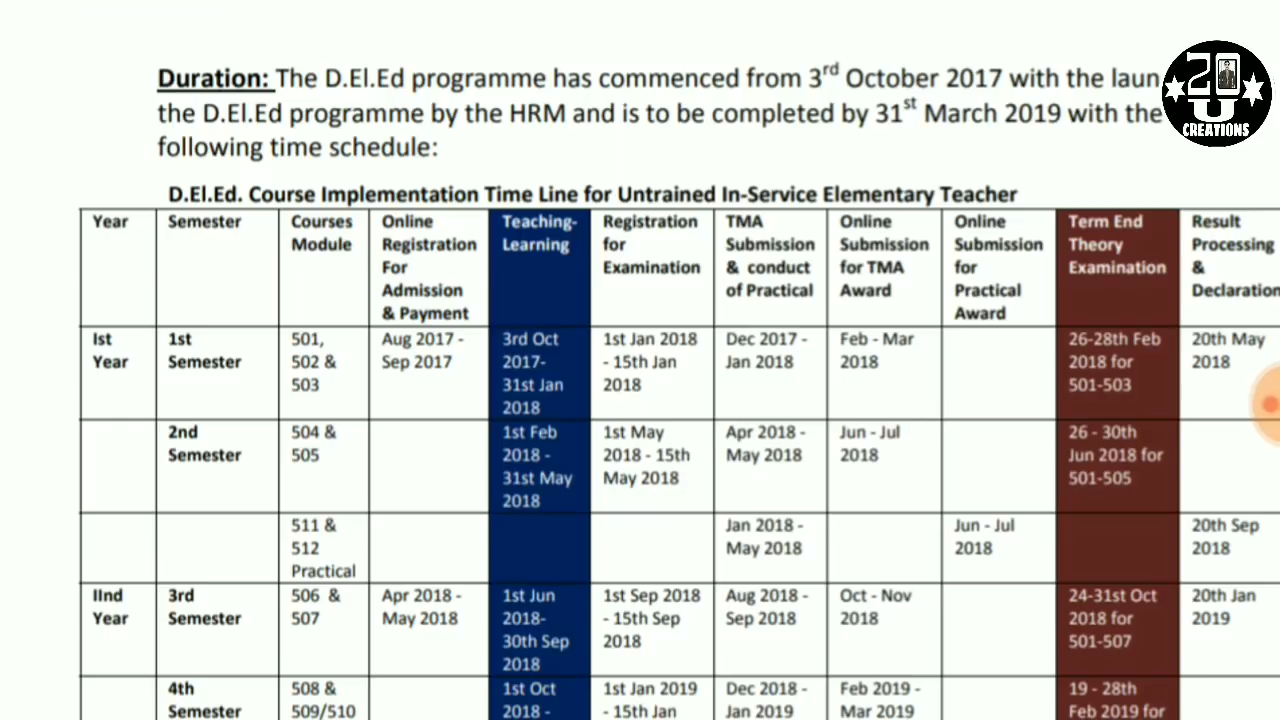 Duration: The D.El.Ed programme has commenced from 3rd October 2017 with the laun
the D.El.Ed programme by the HRM and is to be completed by 31st March 2019 with the
following time schedule:
20
U
CREATIONS
D.El.Ed. Course Implementation Time Line for Untrained In-Service Elementary Teacher
Year
Semester
Courses
Module
Online
Registration
For
Admission
& Payment
Teaching-
Learning
Registration
for
Examination
TMA
Submission
& conduct
of Practical
Online
Submission
for TMA
Award
Online
Submission
for
Practical
Award
Term End
Theory
Examination
Result
Processing
&
Declaration
Ist
Year
1st
Semester
501,
502 &
503
Aug 2017 -
Sep 2017
3rd Oct
2017-
31st Jan
2018
1st Jan 2018
- 15th Jan
2018
Dec 2017 -
Jan 2018
Feb - Mar
2018
26-28th Feb
2018 for
501-503
20th May
2018
2nd
Semester
504 &
505
1st Feb
2018 -
31st May
2018
1st May
2018 - 15th
May 2018
Apr 2018 -
May 2018
Jun - Jul
2018
26 - 30th
Jun 2018 for
501-505
511 &
512
Practical
Jan 2018 -
May 2018
Jun - Jul
2018
20th Sep
2018
IInd
Year
3rd
Semester
506 &
507
Apr 2018 -
May 2018
1st Jun
2018-
30th Sep
2018
1st Sep 2018
- 15th Sep
2018
Aug 2018 -
Sep 2018
Oct - Nov
2018
24-31st Oct
2018 for
501-507
20th Jan
2019
4th
Semester
508 &
509/510
1st Oct
2018 -
1st Jan 2019
- 15th Jan
Dec 2018 -
Jan 2019
Feb 2019 -
Mar 2019
19 - 28th
Feb 2019 for